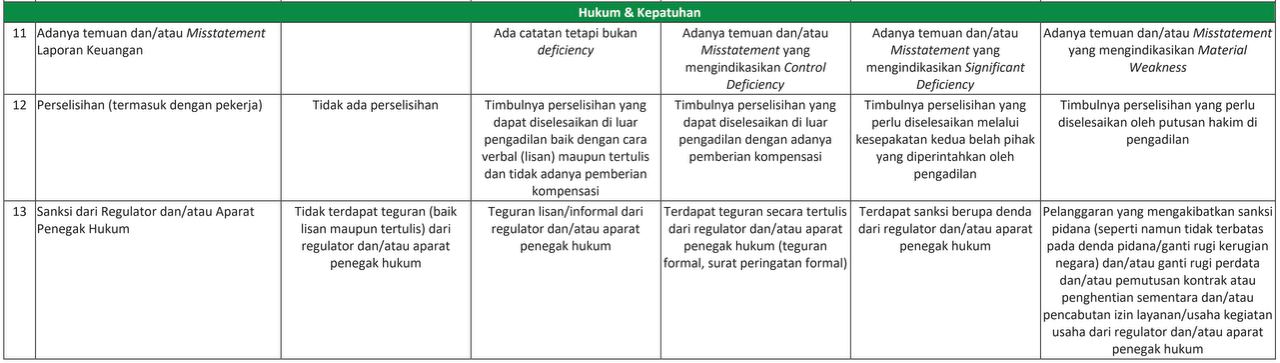 Hukum & Kepatuhan
11 Adanya temuan dan/atau Misstatement
Laporan Keuangan
Ada catatan tetapi bukan
deficiency
Adanya temuan dan/atau
Misstatement yang
mengindikasikan Control
Deficiency
Adanya temuan dan/atau
Misstatement yang
mengindikasikan Significant
Deficiency
Adanya temuan dan/atau Misstatement
yang mengindikasikan Material
Weakness
12 Perselisihan (termasuk dengan pekerja)
Tidak ada perselisihan
Timbulnya perselisihan yang
dapat diselesaikan di luar
pengadilan baik dengan cara
verbal (lisan) maupun tertulis
dan tidak adanya pemberian
kompensasi
Timbulnya perselisihan yang
dapat diselesaikan di luar
pengadilan dengan adanya
pemberian kompensasi
Timbulnya perselisihan yang
perlu diselesaikan melalui
kesepakatan kedua belah pihak
yang diperintahkan oleh
pengadilan
Timbulnya perselisihan yang perlu
diselesaikan oleh putusan hakim di
pengadilan
13 Sanksi dari Regulator dan/atau Aparat
Penegak Hukum
Tidak terdapat teguran (baik
lisan maupun tertulis) dari
regulator dan/atau aparat
penegak hukum
Teguran lisan/informal dari
regulator dan/atau aparat
penegak hukum
Terdapat teguran secara tertulis
dari regulator dan/atau aparat
penegak hukum (teguran
formal, surat peringatan formal)
Terdapat sanksi berupa denda
dari regulator dan/atau aparat
penegak hukum
Pelanggaran yang mengakibatkan sanksi
pidana (seperti namun tidak terbatas
pada denda pidana/ganti rugi kerugian
negara) dan/atau ganti rugi perdata
dan/atau pemutusan kontrak atau
penghentian sementara dan/atau
pencabutan izin layanan/usaha kegiatan
usaha dari regulator dan/atau aparat
penegak hukum